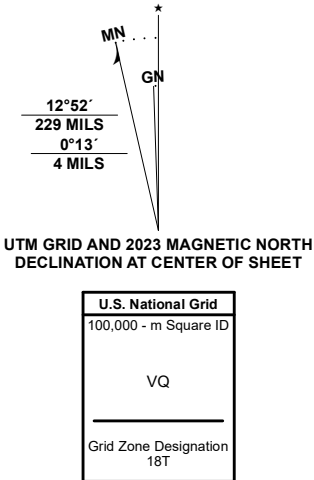 ★
MN
GN
12°52´
229 MILS
0°13´
4 MILS
UTM GRID AND 2023 MAGNETIC NORTH
DECLINATION AT CENTER OF SHEET
U.S. National Grid
100,000 - m Square ID
VQ
Grid Zone Designation
18T